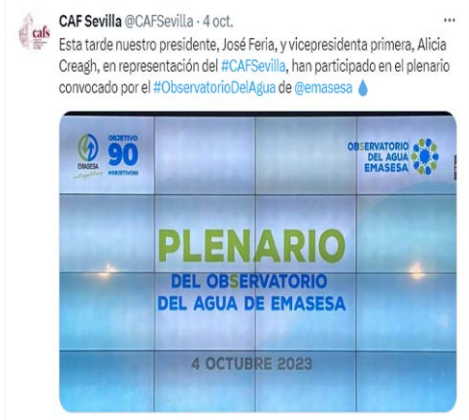 CAF Sevilla @CAFSevilla · 4 oct.
Esta tarde nuestro presidente, José Feria, y vicepresidenta primera, Alicia
Creagh, en representación del #CAFSevilla, han participado en el plenario
convocado por el #ObservatorioDelAgua de @emasesa
cafs
EMASESA
OBJETIVO
90
#OBJETIVO90
OBSERVATORIO
DEL AGUA
EMASESA
PLENARIO
DEL OBSERVATORIO
DEL AGUA DE EMASESA
4 OCTUBRE 2023